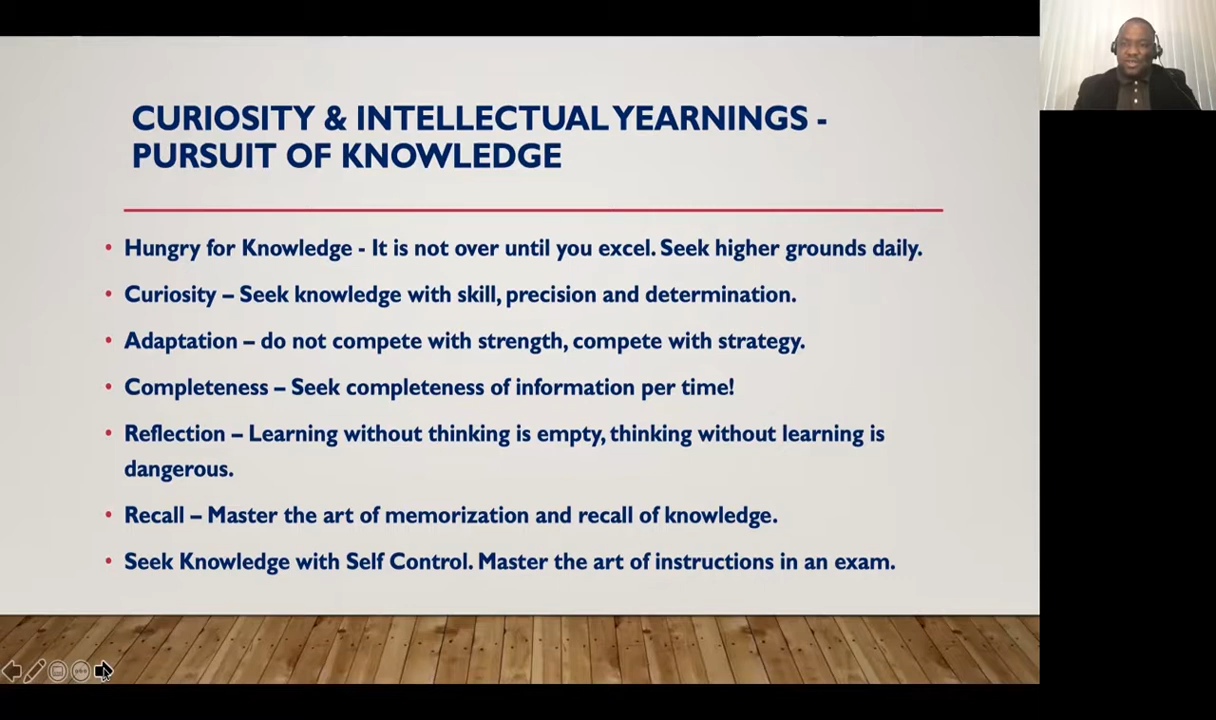 CURIOSITY & INTELLECTUAL YEARNINGS -
PURSUIT OF KNOWLEDGE
• Hungry for Knowledge - It is not over until you excel. Seek higher grounds daily.
• Curiosity – Seek knowledge with skill, precision and determination.
• Adaptation – do not compete with strength, compete with strategy.
• Completeness – Seek completeness of information per time!
• Reflection – Learning without thinking is empty, thinking without learning is
dangerous.
• Recall – Master the art of memorization and recall of knowledge.
• Seek Knowledge with Self Control. Master the art of instructions in an exam.